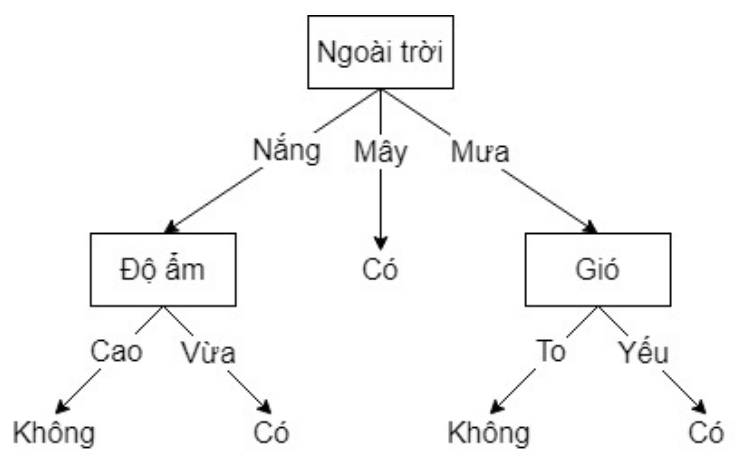 Ngoài trời
Nắng Mây Mưa
Độ ẩm Có Gió
Cao Vừa To Yếu
Không Có Không Có